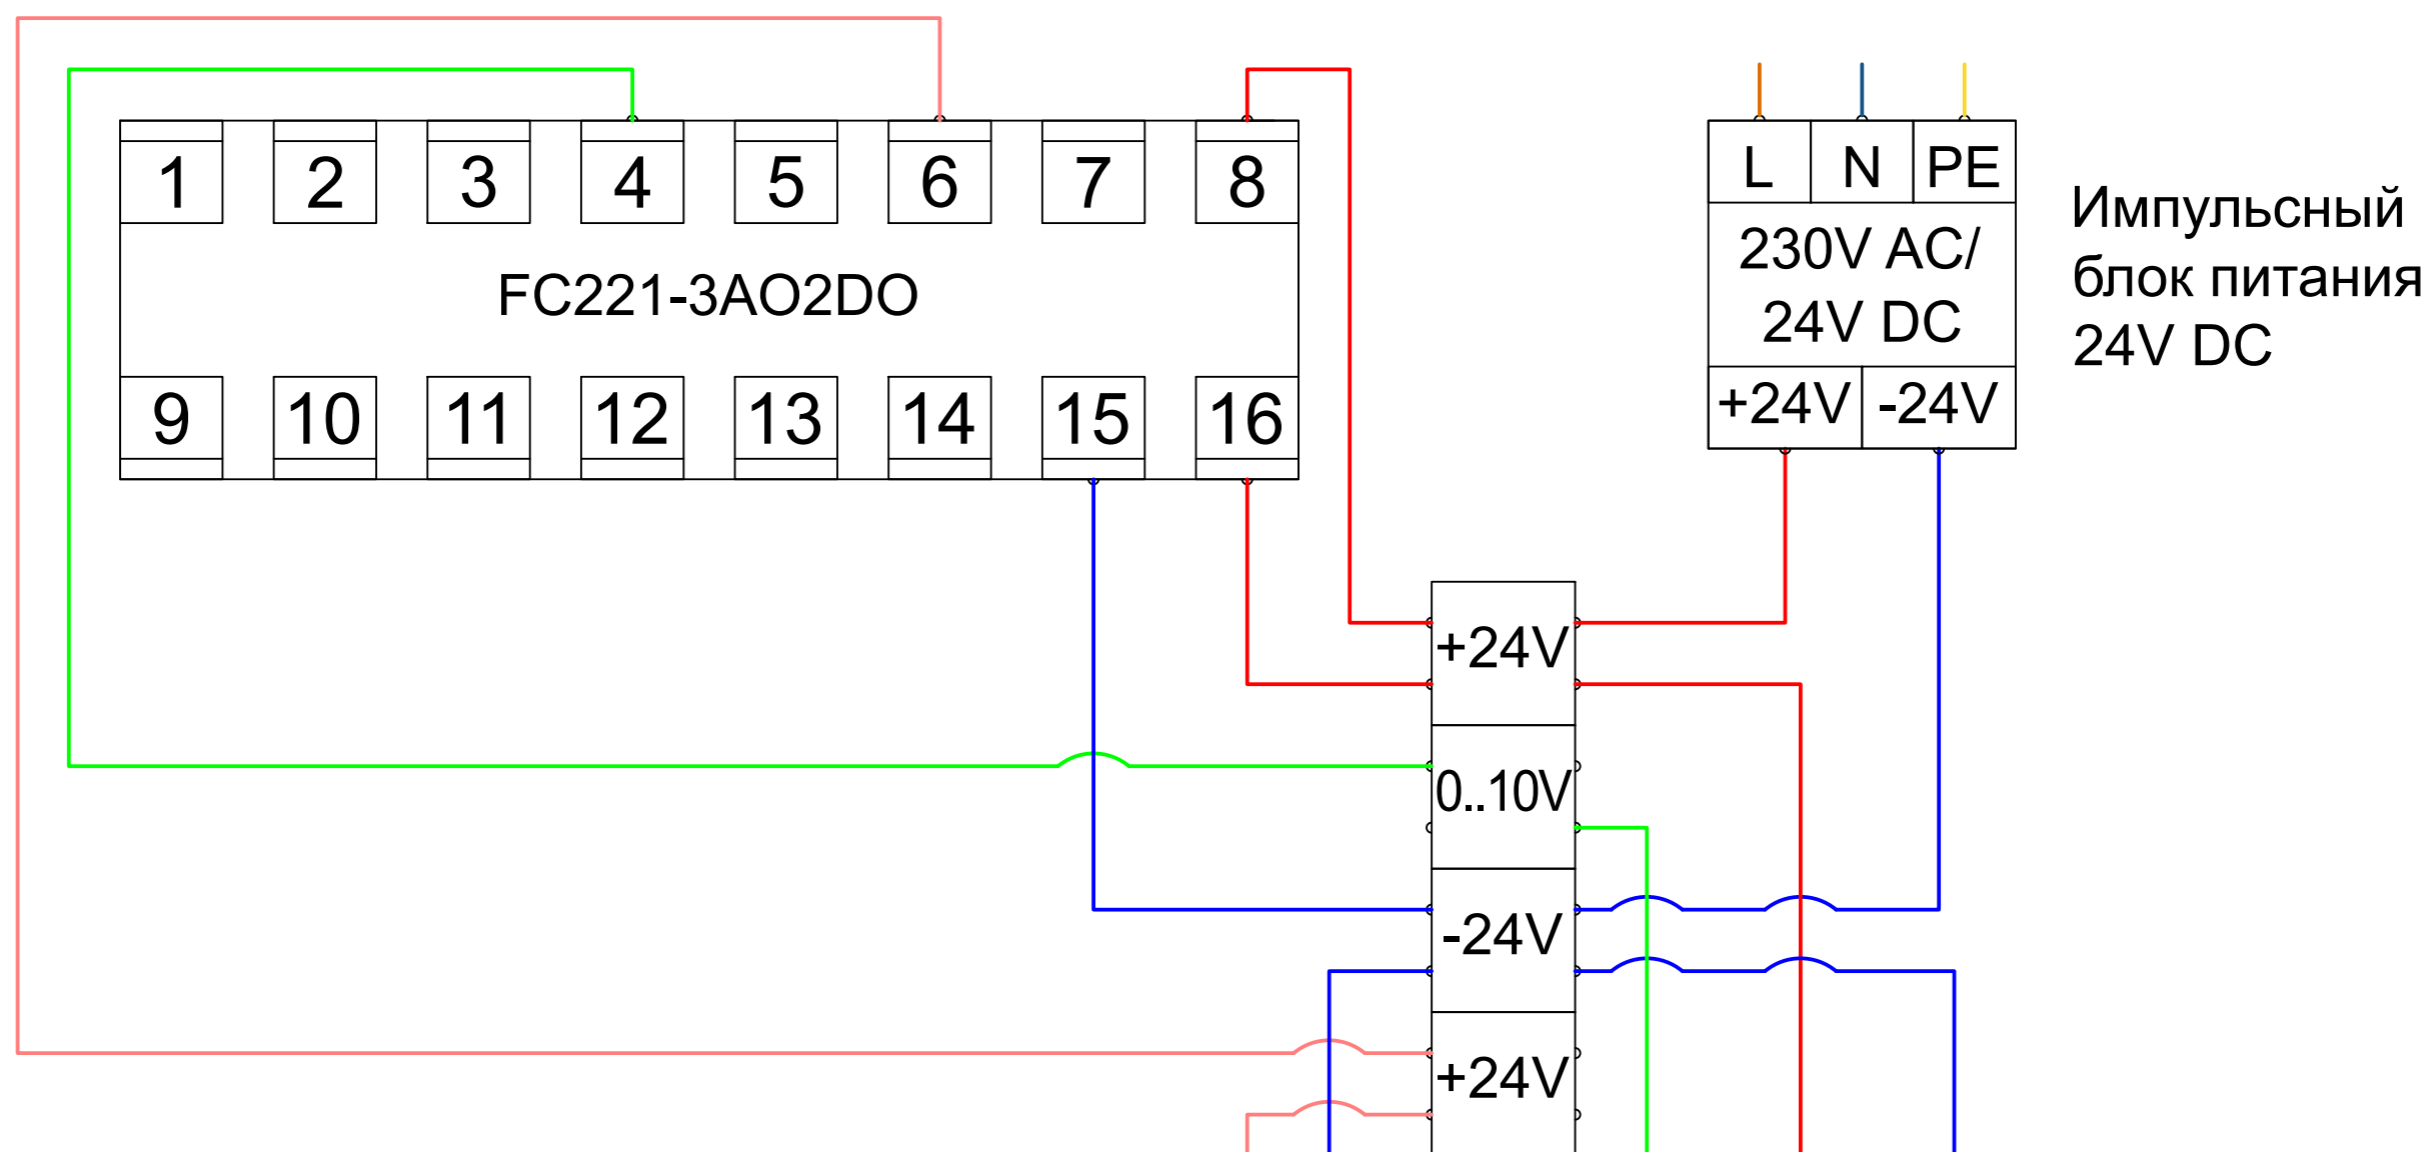 1 2 3 4 5 6 7 8
FC221-3AO2DO
9 10 11 12 13 14 15 16
L N PE
230V AC/
24V DC
+24V -24V
Импульсный
блок питания
24V DC
+24V
0..10V
-24V
+24V